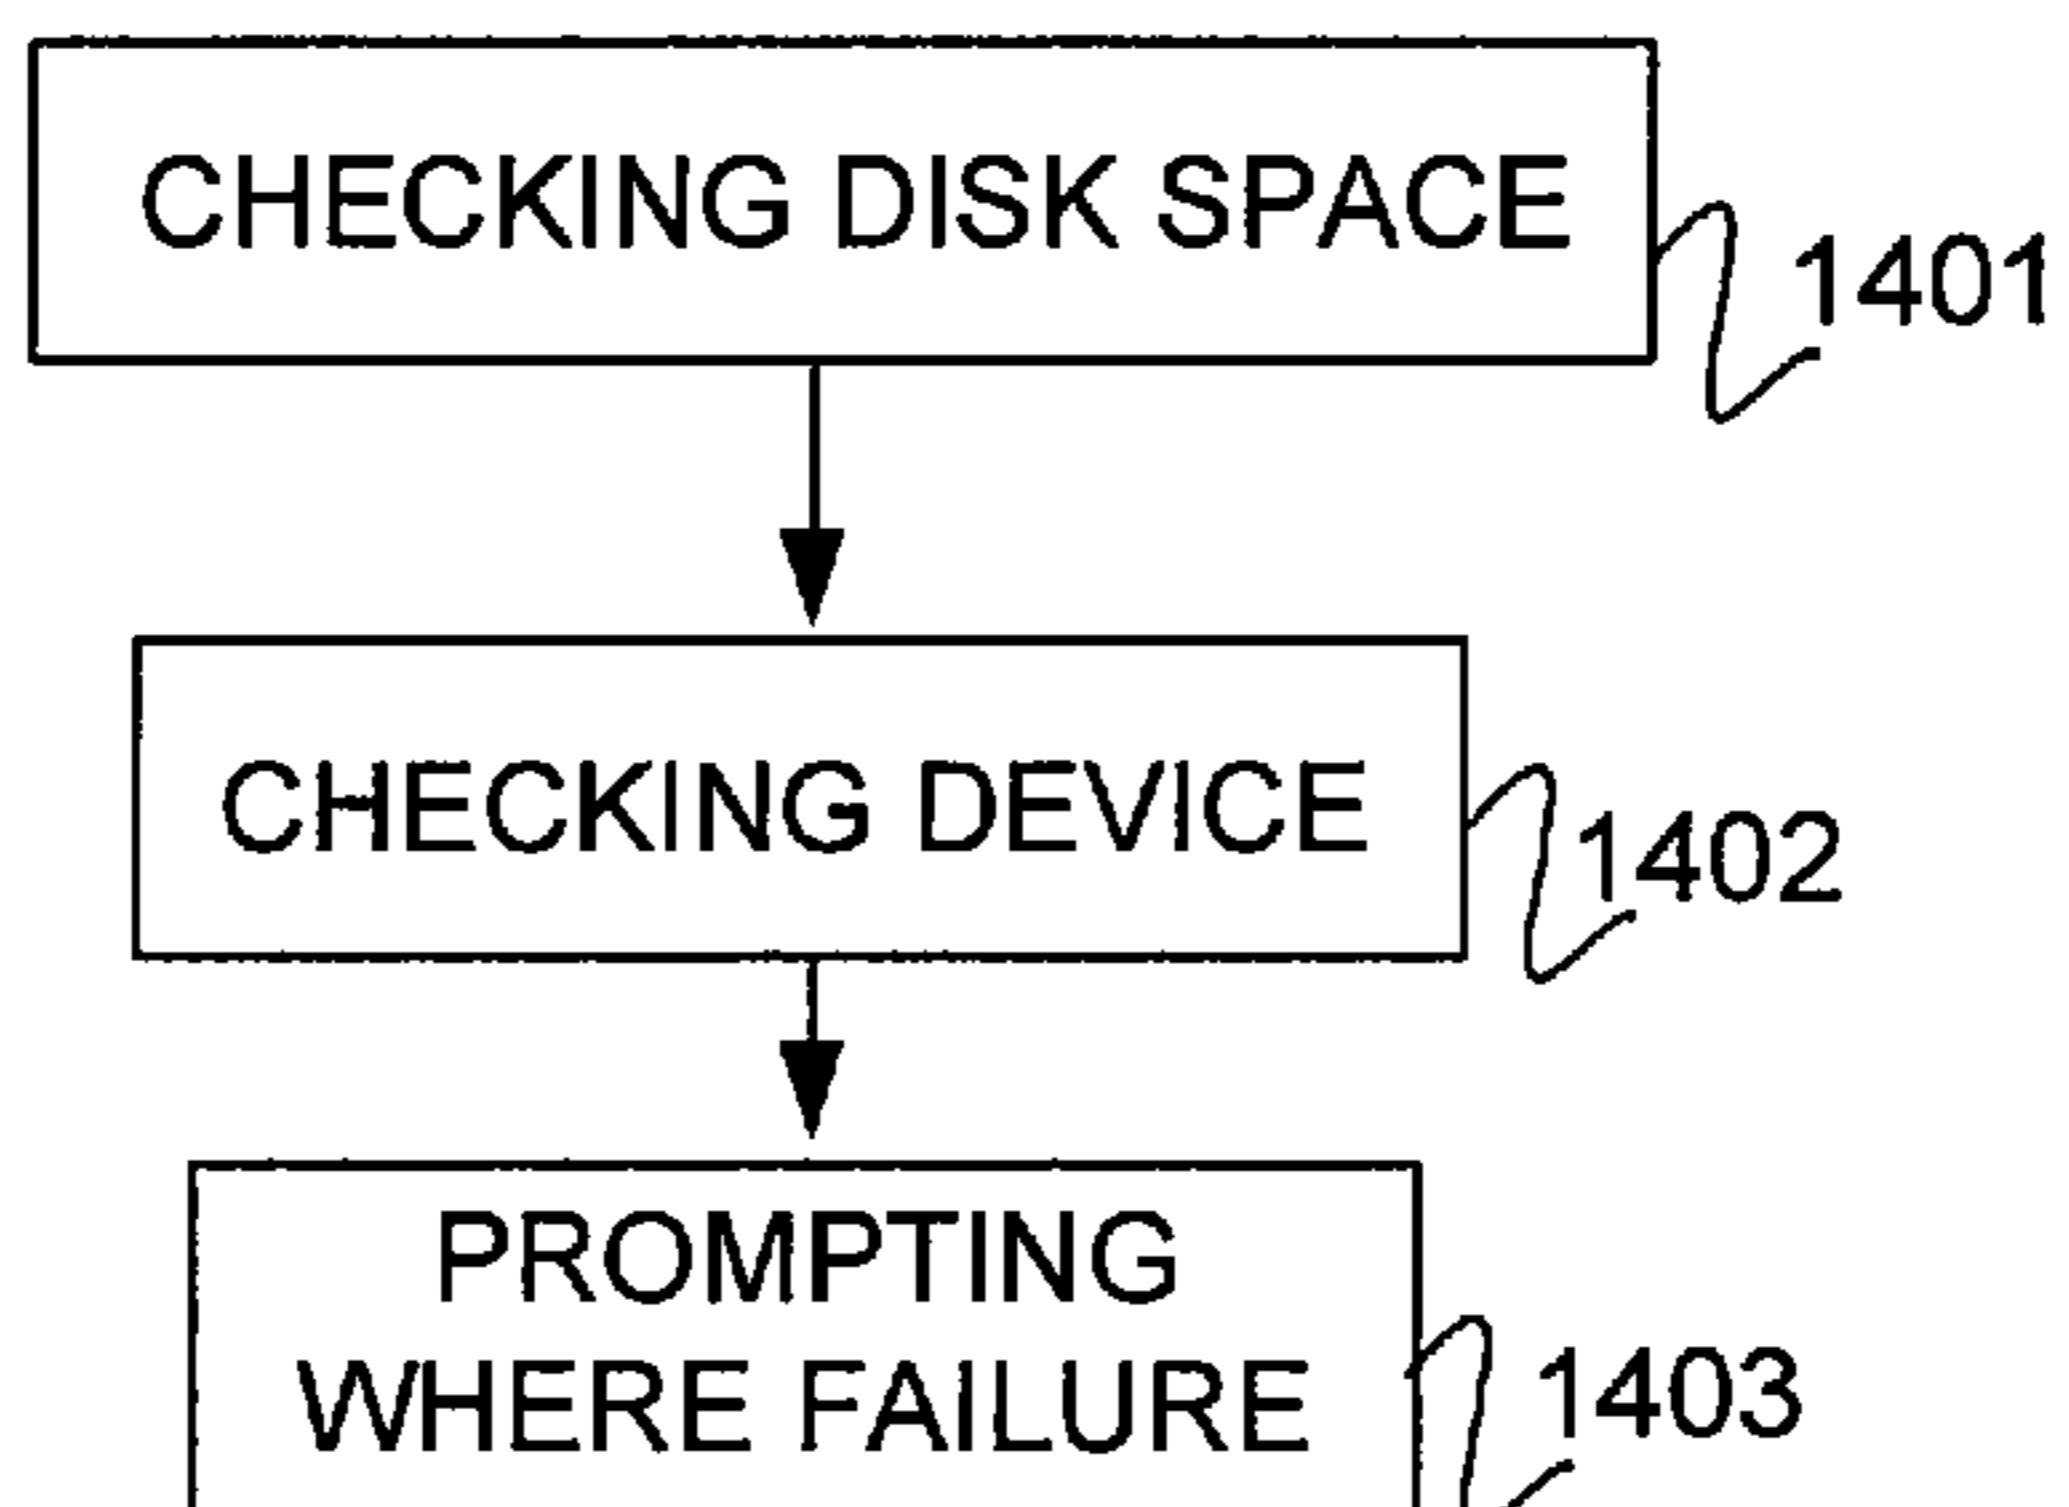 CHECKING DISK SPACE
1401
CHECKING DEVICE
1402
PROMPTING
WHERE FAILURE
1403